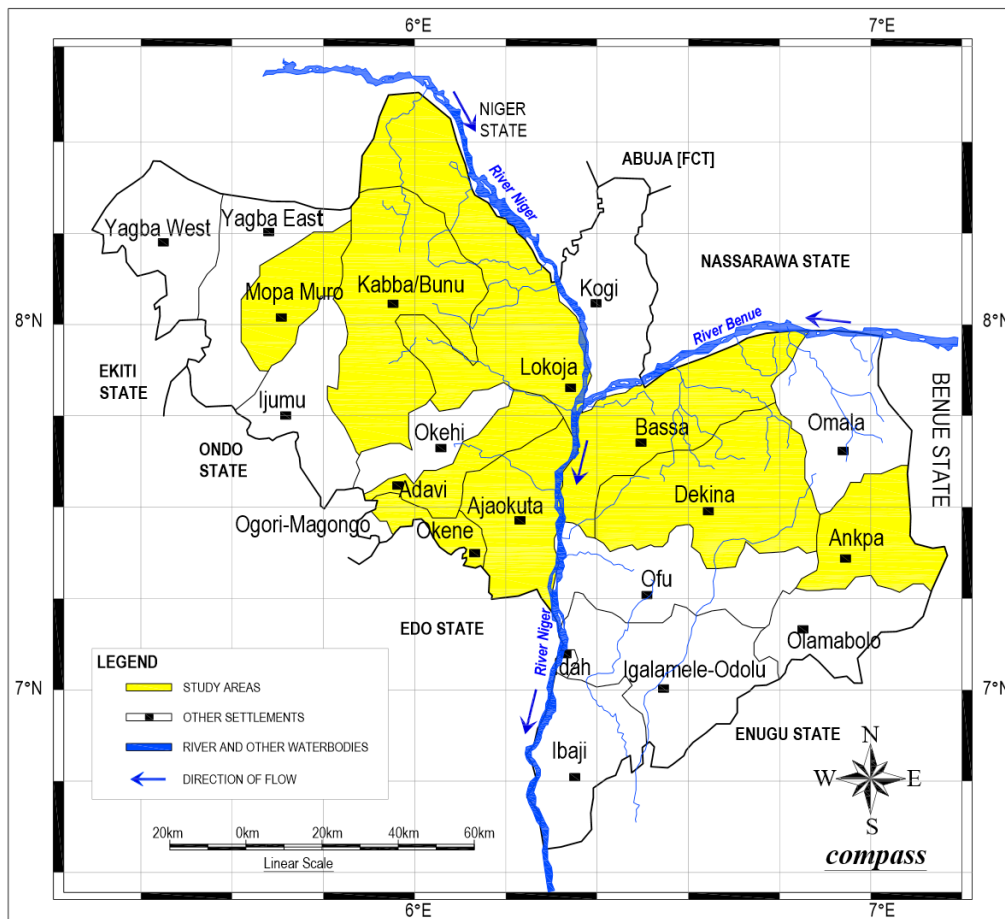 6°E
7°E
NIGER
STATE
ABUJA [FCT]
River Niger
Yagba West
Yagba East
NASSARAWA STATE
Mopa Muro
Kabba/Bunu
Kogi
8°N
8°N
River Benue
EKITI
STATE
Lokoja
BENUE STATE
Ijumu
Okehi
Bassa
Omala
ONDO
STATE
Adavi
Ajaokuta
Dekina
Ogori-Magongo
Okene
Ankpa
Ofu
EDO STATE
River Niger
Olamabolo
Idah
Igalamele-Odolu
7°N
7°N
ENUGU STATE
Ibaji
LEGEND
STUDY AREAS
OTHER SETTLEMENTS
RIVER AND OTHER WATERBODIES
DIRECTION OF FLOW
N
W
E
S
compass
20km 0km 20km 40km 60km
Linear Scale
6°E
7°E